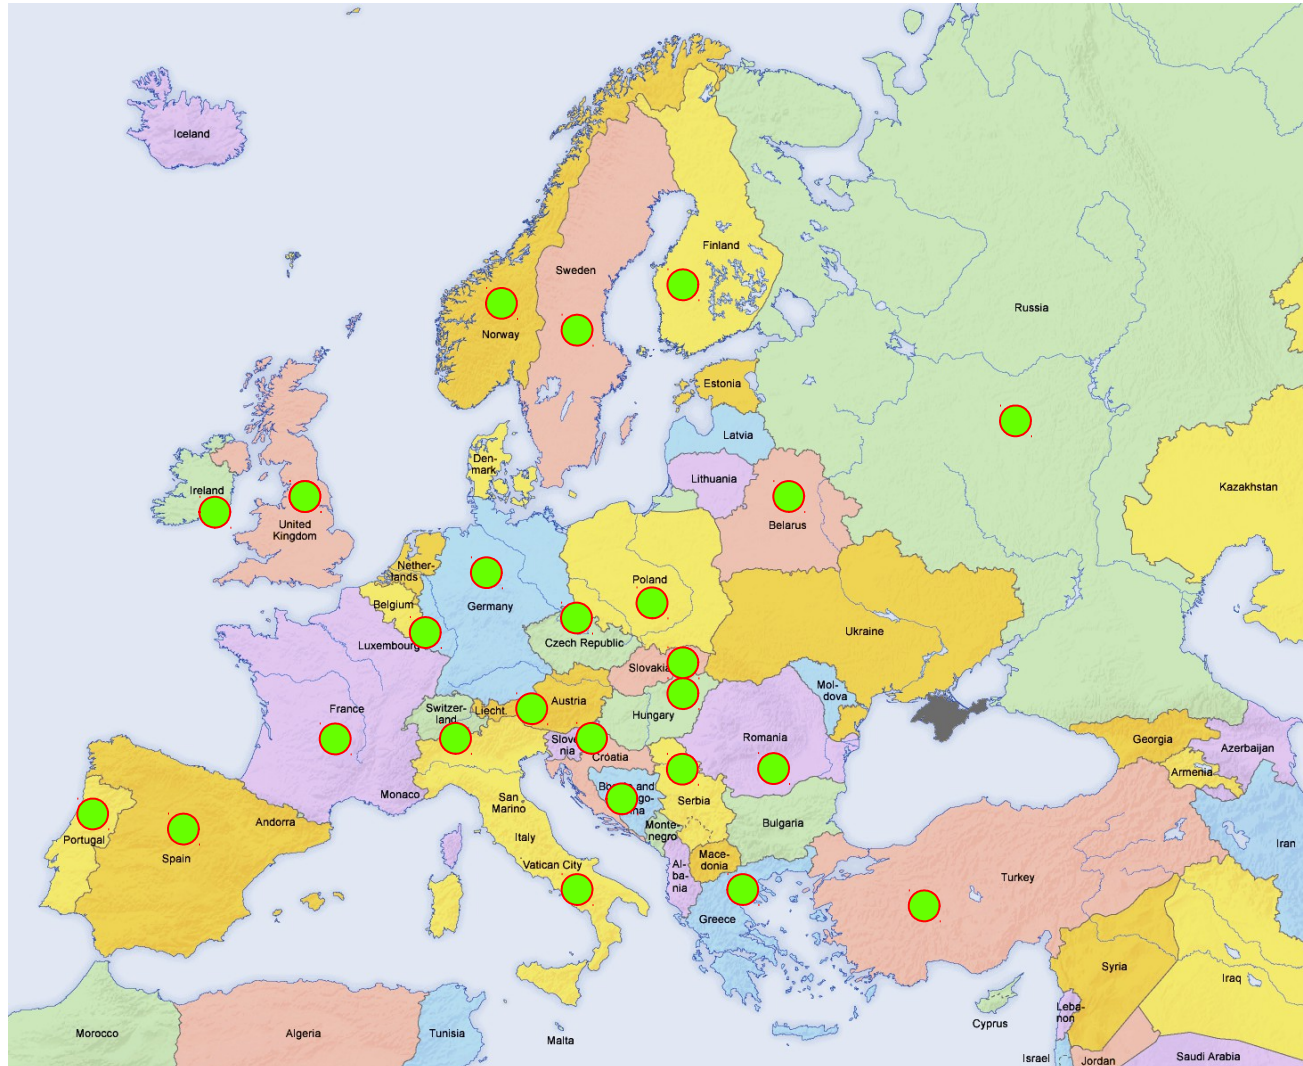 Iceland
Finland
Sweden
Russia
Norway
Estonia
Latvia
Den-
mark
Lithuania
Ireland
Kazakhstan
United
Kingdom
Belarus
Nether-
lands
Poland
Belgium
Germany
Ukraine
Luxembourg
Czech Republic
Slovakia
Mol-
dova
Austria
France
Switzer-
land
Liecht.
Hungary
Romania
Slove
nia
Georgia
Azerbaijan
Croatia
Armenia
Monaco
San
Marino
Serbia
Andorra
Portugal
Spain
Italy
Monte-
negro
Bulgaria
Iran
Vatican City
Mace-
donia
Al-
ba-
nia
Turkey
Greece
Syria
Iraq
Leba-
non
Cyprus
Morocco
Algeria
Tunisia
Malta
Israel
Jordan
Saudi Arabia